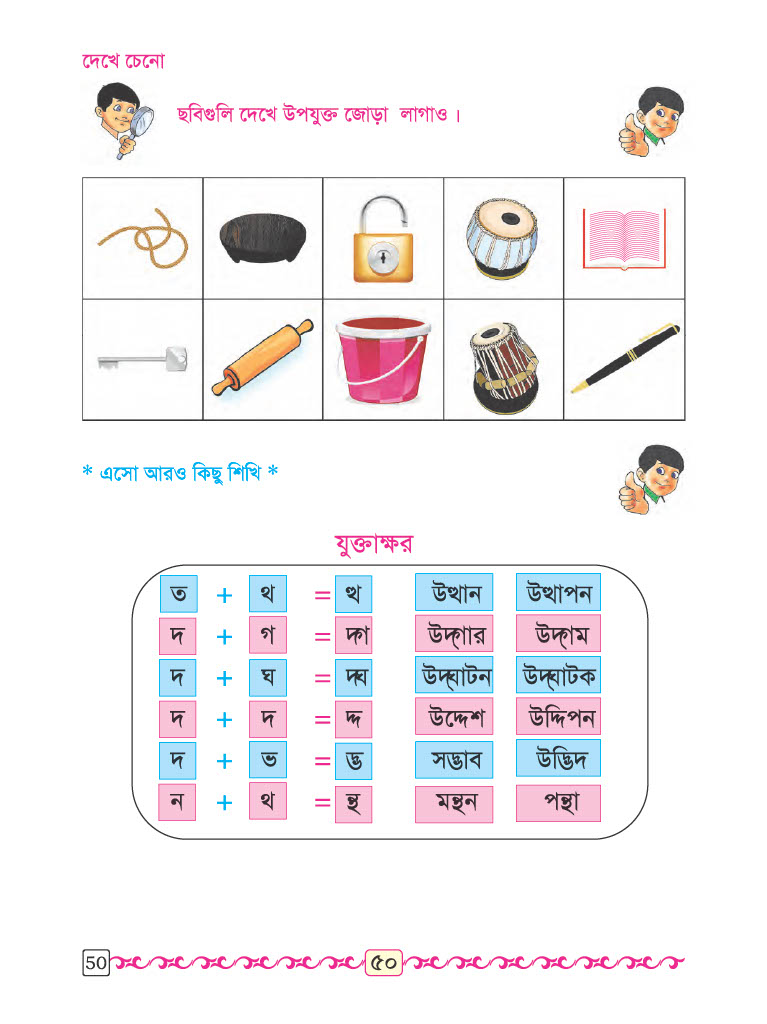 দেখে চেনো
ছবিগুলি দেখে উপযুক্ত জোড়া লাগাও।
* এসো আরও কিছু শিখি *
যুক্তাক্ষর
ত + থ = ত্থ উত্থান উত্থাপন
দ + গ = দ্গ উদ্গার উদ্গাম
দ + ঘ = দ্ঘ উদ্ঘাটন উদ্ঘাটক
দ + দ = দ্দ উদ্দেশ উদ্দিপন
দ + ভ = দ্ভ সদ্ভাব উদ্ভিদ
ন + থ = ন্থ মন্থন পন্থা
50 ৫০